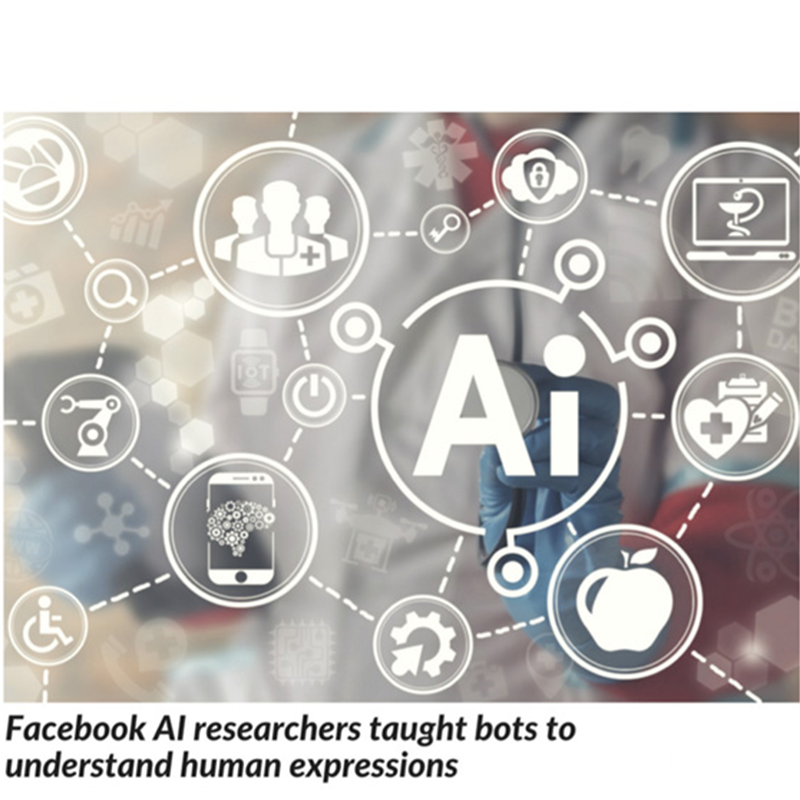 IoT
Ai
Facebook AI researchers taught bots to
understand human expressions